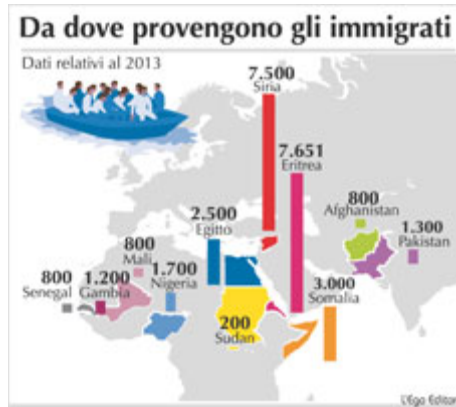 Da dove provengono gli immigrati
Dati relativi al 2013
7.500
Siria
7.651
Eritrea
2.500
Egitto
800
Afghanistan
1.300
Pakistan
800
Mali
1.700
Nigeria
800
Senegal
1.200
Gambia
3.000
Somalia
200
Sudan
L'Ego Editor